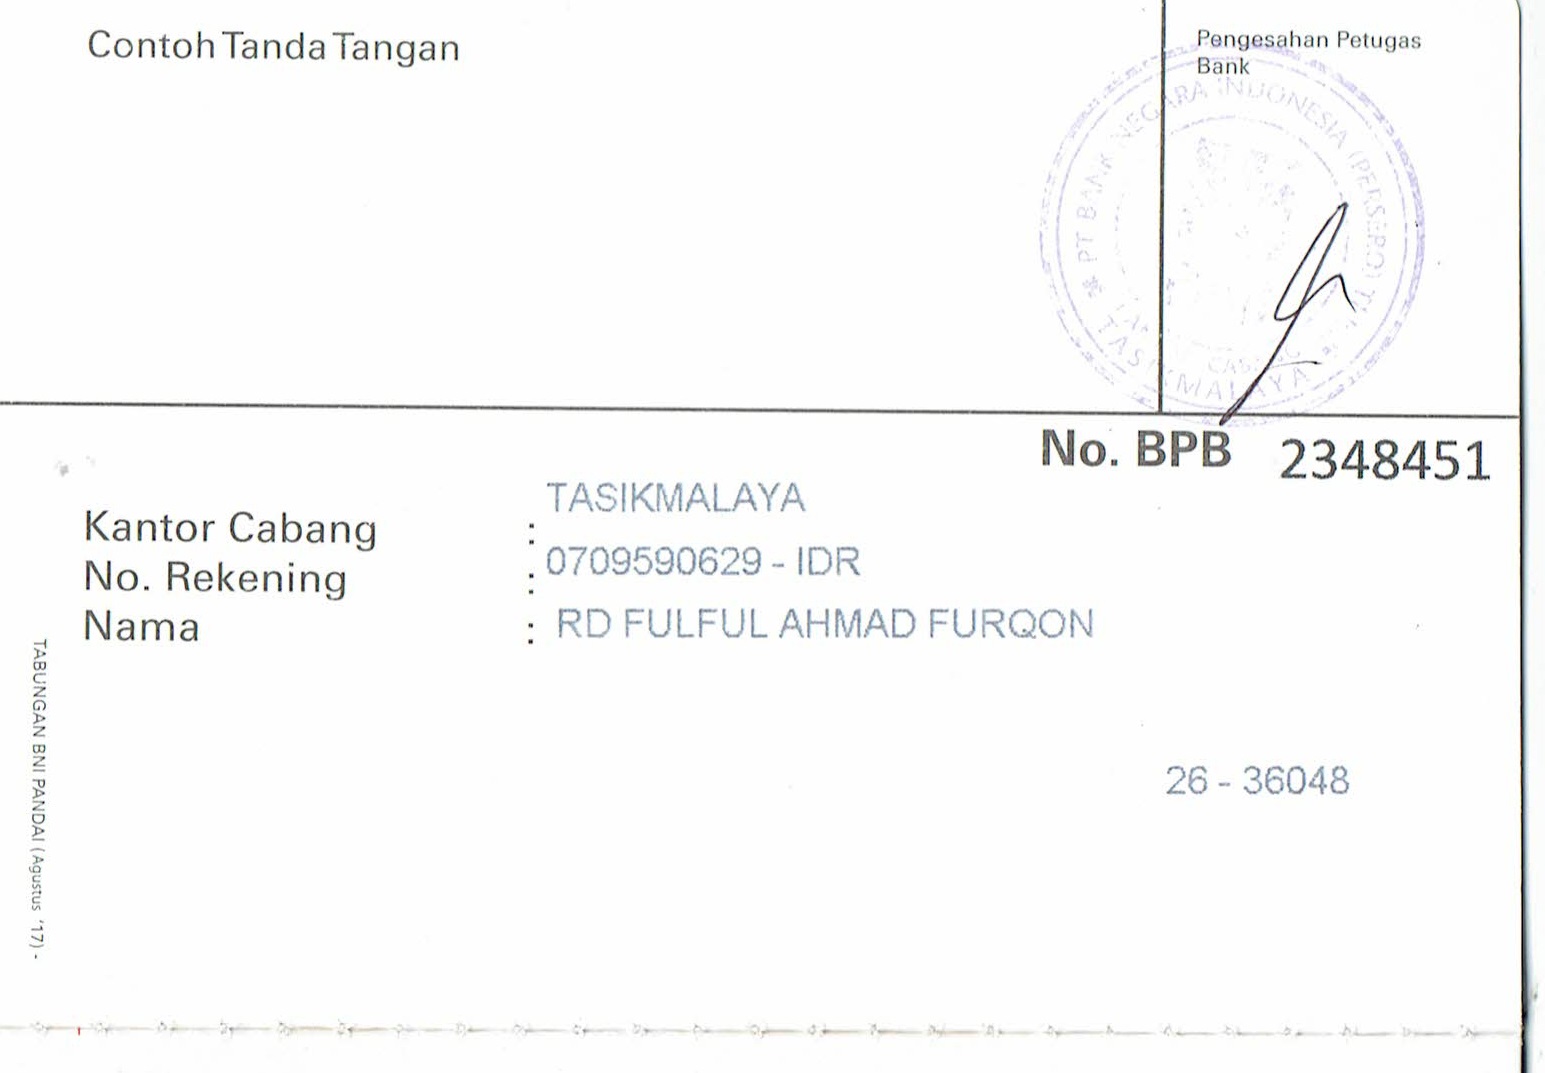 Contoh Tanda Tangan
Pengesahan Petugas
Bank
PT BANK NEGARA INDONESIA (PERSERO)
CABANG
TASIKMALAYA
No. BPB 2348451
Kantor Cabang : TASIKMALAYA
No. Rekening : 0709590629 - IDR
Nama : RD FULFUL AHMAD FURQON
26 - 36048
TABUNGAN BNI PANDAI (Agustus '17) -